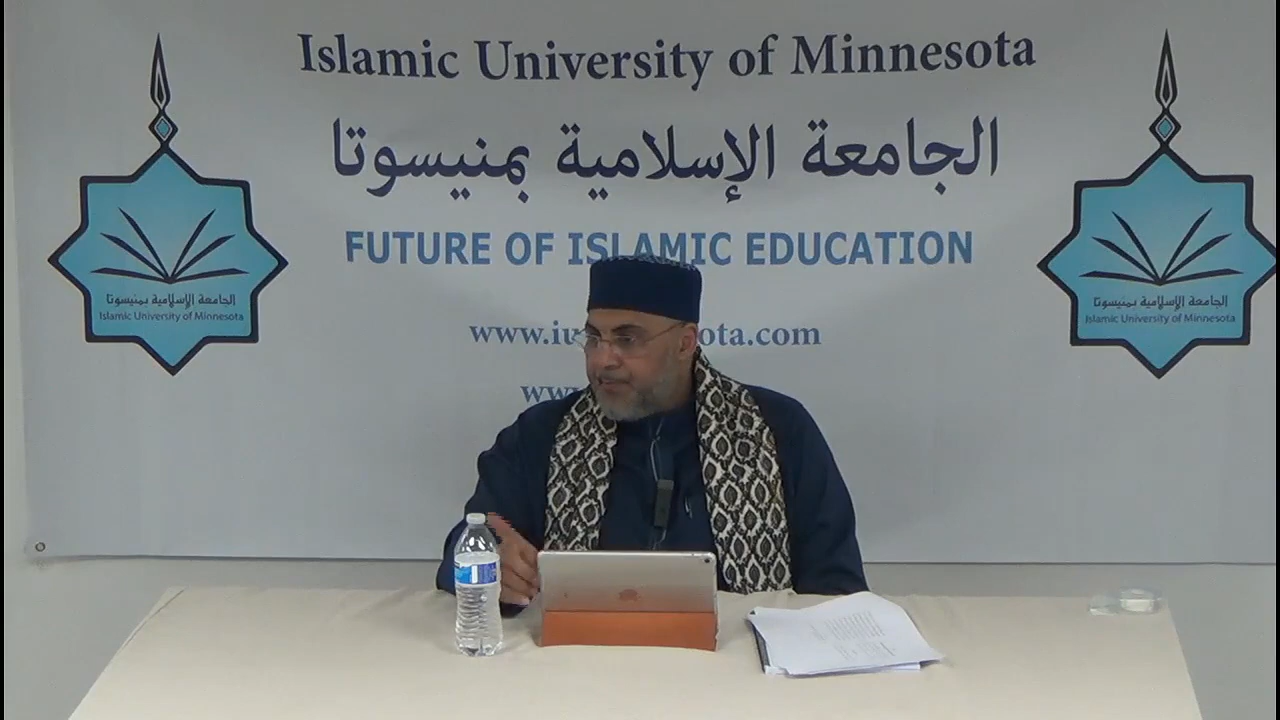 Islamic University of Minnesota
الجامعة الإسلامية بمنيسوتا
FUTURE OF ISLAMIC EDUCATION
الجامعة الإسلامية بمنيسوتا
Islamic University of Minnesota
الجامعة الإسلامية بمنيسوتا
Islamic University of Minnesota